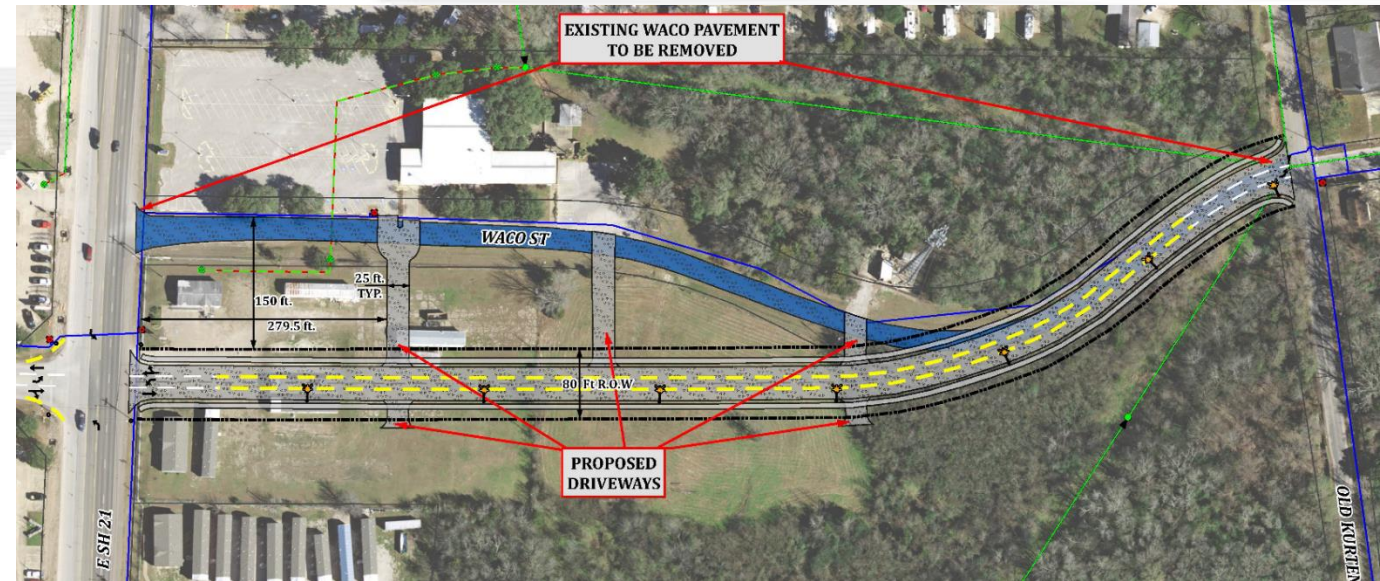 EXISTING WACO PAVEMENT
TO BE REMOVED
WACO ST
25 ft.
TYP.
150 ft.
279.5 ft.
80 Ft R.O.W
PROPOSED
DRIVEWAYS
E SH 21
OLD KURTEN